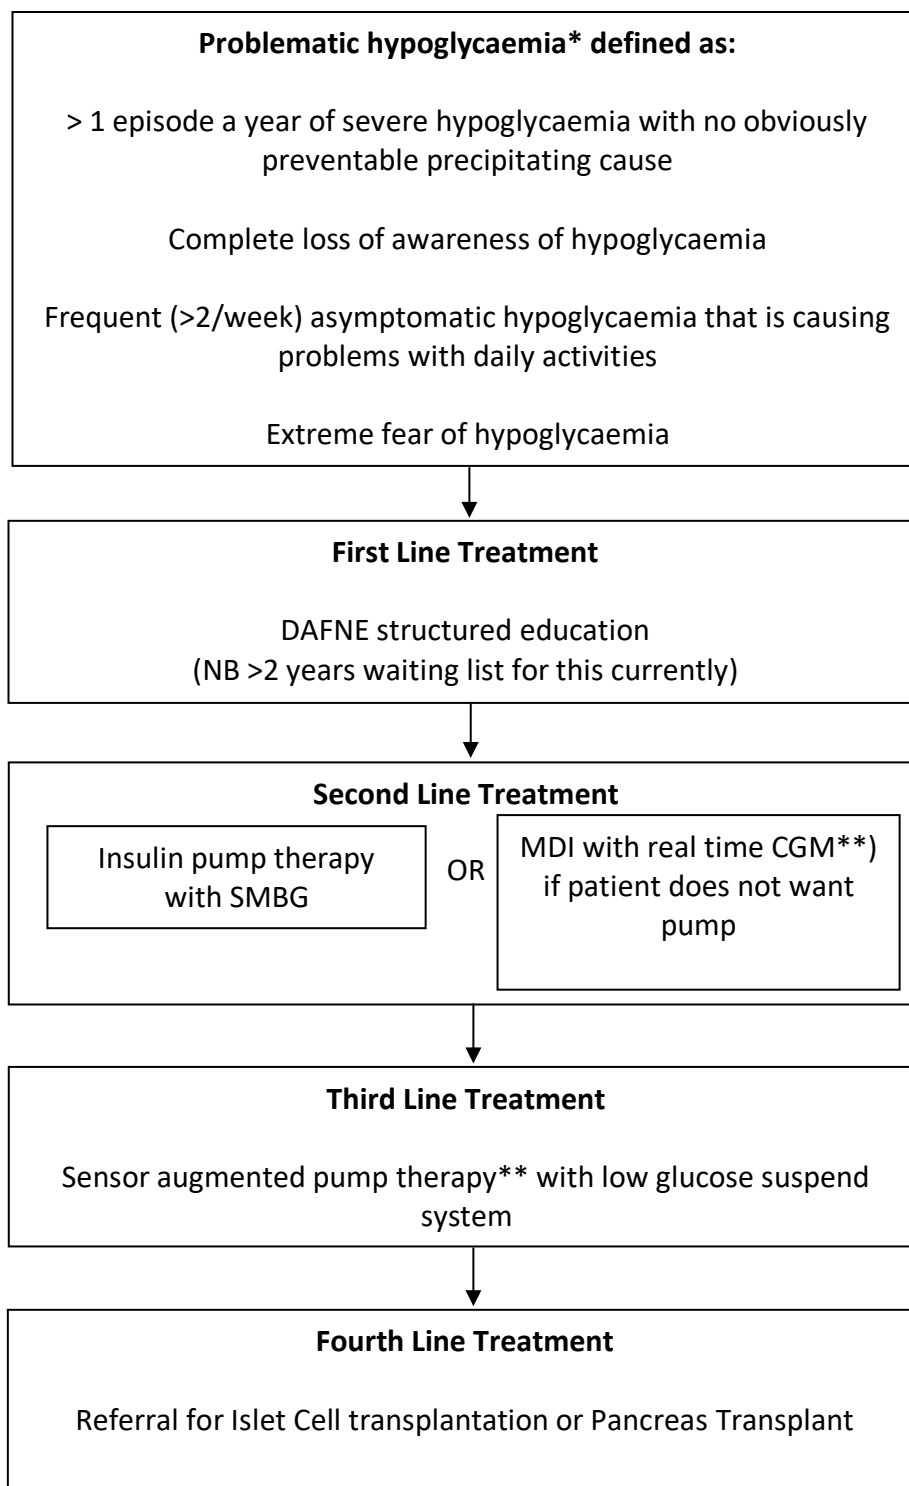 Problematic hypoglycaemia* defined as:
> 1 episode a year of severe hypoglycaemia with no obviously
preventable precipitating cause
Complete loss of awareness of hypoglycaemia
Frequent (>2/week) asymptomatic hypoglycaemia that is causing
problems with daily activities
Extreme fear of hypoglycaemia
First Line Treatment
DAFNE structured education
(NB >2 years waiting list for this currently)
Second Line Treatment
Insulin pump therapy
with SMBG
OR
MDI with real time CGM**)
if patient does not want
pump
Third Line Treatment
Sensor augmented pump therapy** with low glucose suspend
system
Fourth Line Treatment
Referral for Islet Cell transplantation or Pancreas Transplant